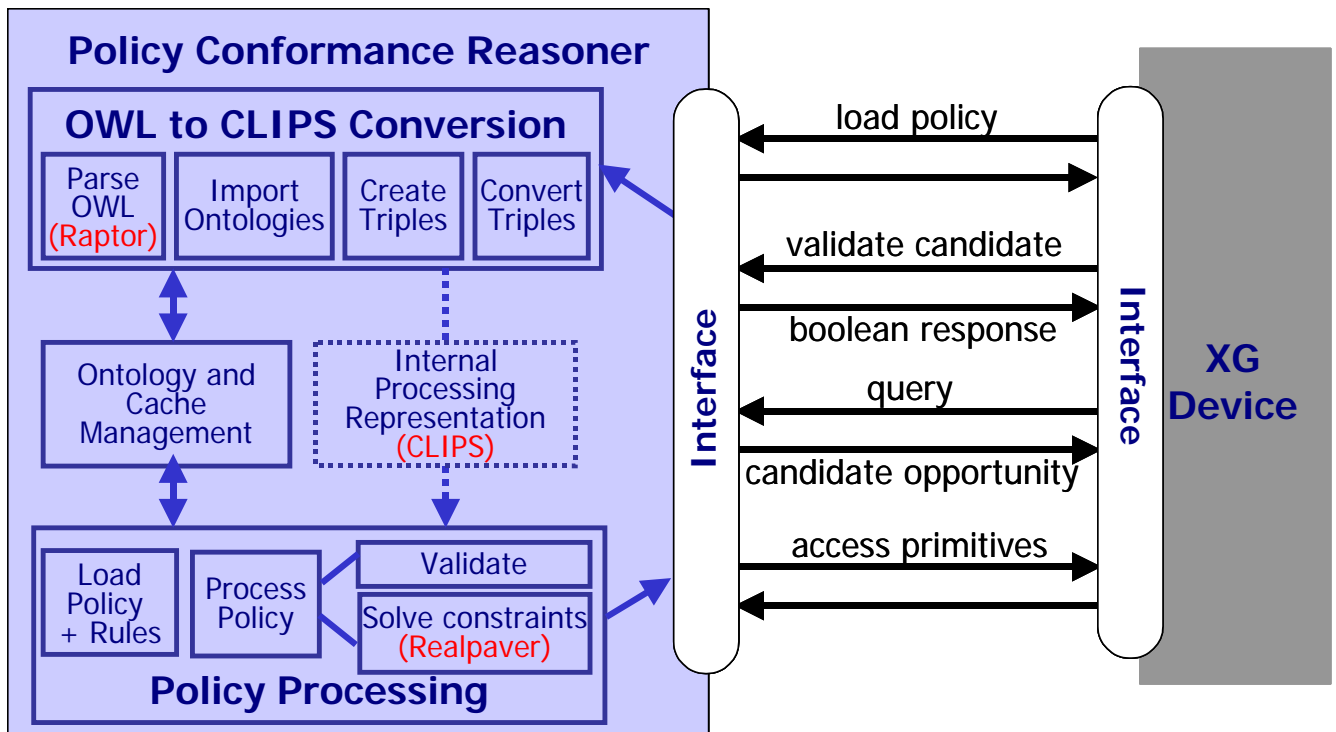 Policy Conformance Reasoner
OWL to CLIPS Conversion
Parse
OWL
(Raptor)
Import
Ontologies
Create
Triples
Convert
Triples
Ontology and
Cache
Management
Internal
Processing
Representation
(CLIPS)
Load
Policy
+ Rules
Process
Policy
Validate
Solve constraints
(Realpaver)
Policy Processing
Interface
load policy
validate candidate
boolean response
query
candidate opportunity
access primitives
Interface
XG
Device